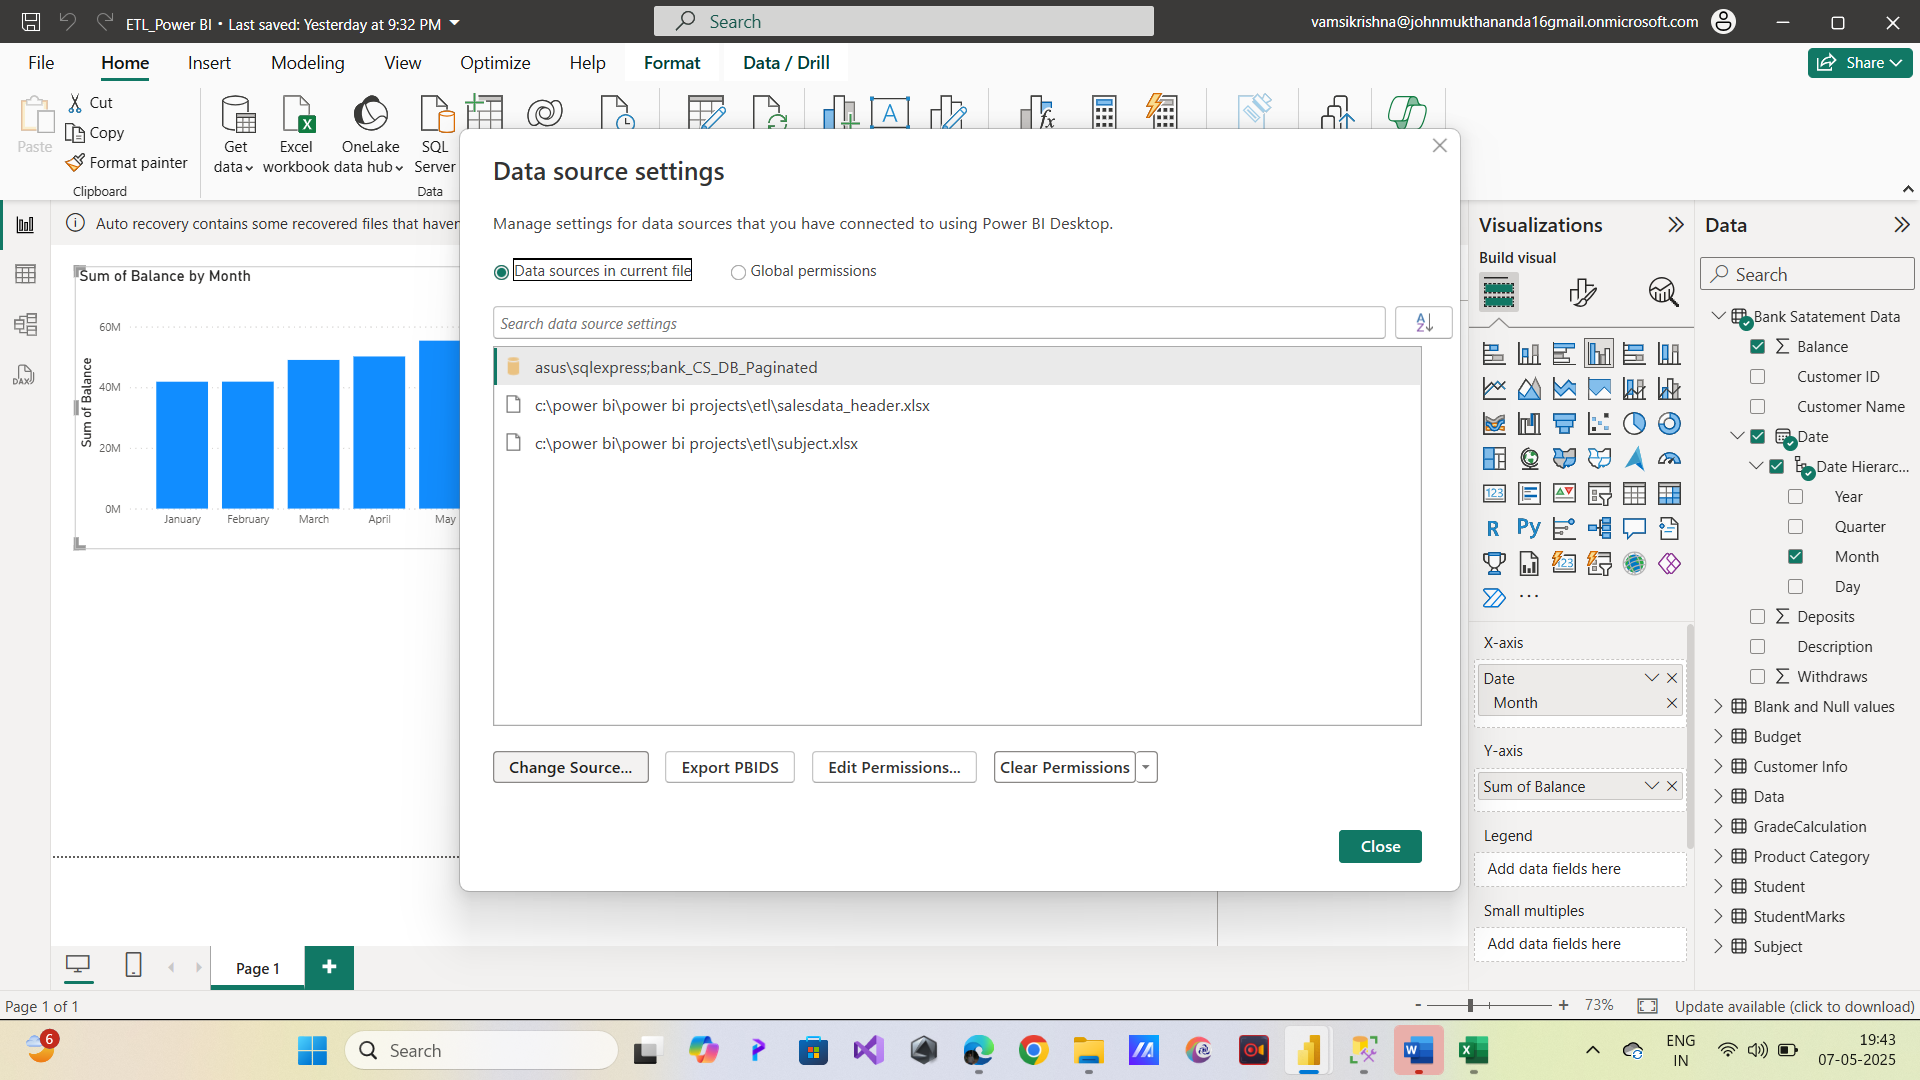 ETL_Power BI • Last saved: Yesterday at 9:32 PM
Search
vamsikrishna@johnmukthananda16gmail.onmicrosoft.com
File
Home
Insert
Modeling
View
Optimize
Help
Format
Data / Drill
Share
Paste
Cut
Copy
Format painter
Clipboard
Get data
Excel workbook
OneLake data hub
SQL Server
Data
Auto recovery contains some recovered files that haven
Sum of Balance by Month
Sum of Balance
60M
40M
20M
0M
January
February
March
April
May
Data source settings
Manage settings for data sources that you have connected to using Power BI Desktop.
Data sources in current file
Global permissions
Search data source settings
asus\sqlexpress;bank_CS_DB_Paginated
c:\power bi\power bi projects\etl\salesdata_header.xlsx
c:\power bi\power bi projects\etl\subject.xlsx
Change Source...
Export PBIDS
Edit Permissions...
Clear Permissions
Close
Visualizations
Build visual
X-axis
Date
Month
Y-axis
Sum of Balance
Legend
Add data fields here
Small multiples
Add data fields here
Data
Search
Bank Satatement Data
Balance
Customer ID
Customer Name
Date
Date Hierarc...
Year
Quarter
Month
Day
Deposits
Description
Withdraws
Blank and Null values
Budget
Customer Info
Data
GradeCalculation
Product Category
Student
StudentMarks
Subject
Page 1
Page 1 of 1
73%
Update available (click to download)
6
Search
ENG
IN
19:43
07-05-2025